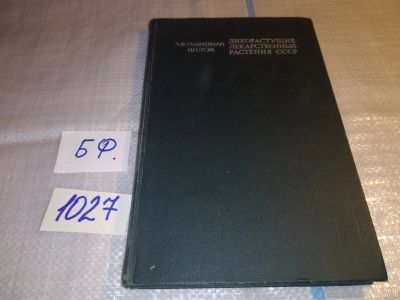 А.Ф. ГАММЕРМАН
И.И. ГРОМ
ДИКОРАСТУЩИЕ
ЛЕКАРСТВЕННЫЕ
РАСТЕНИЯ СССР
БФ.
1027